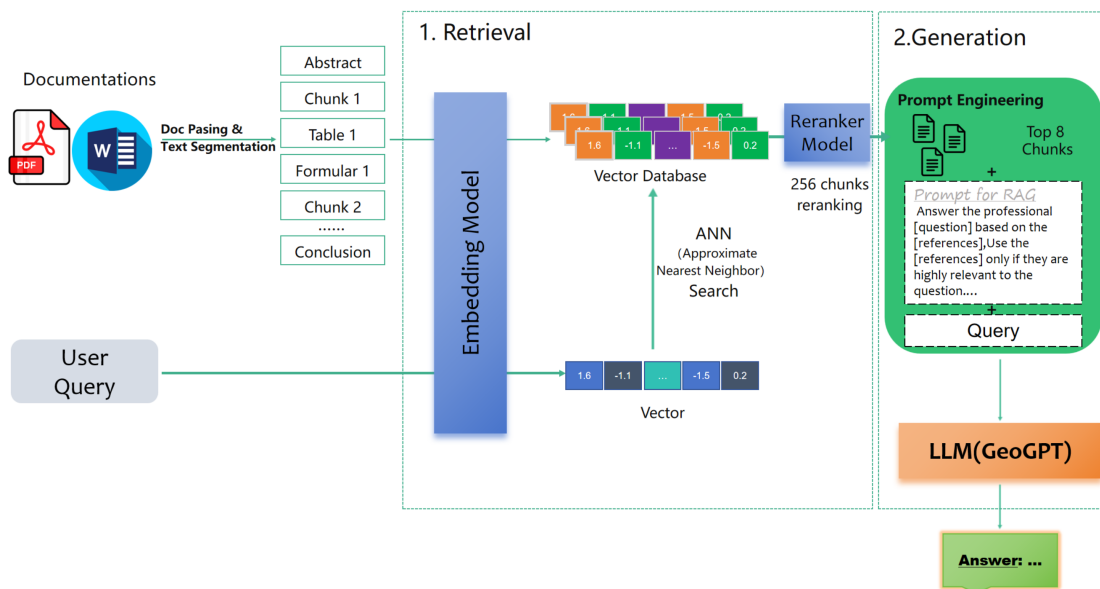 1. Retrieval
2.Generation
Documentations
PDF
W
Doc Pasing &
Text Segmentation
Abstract
Chunk 1
Table 1
Formular 1
Chunk 2
......
Conclusion
Embedding Model
1.6 -1.1 ... -1.5 0.2
Vector Database
ANN
(Approximate
Nearest Neighbor)
Search
User
Query
1.6 -1.1 ... -1.5 0.2
Vector
Reranker
Model
256 chunks
reranking
Prompt Engineering
Top 8
Chunks
+
Prompt for RAG
Answer the professional
[question] based on the
[references],Use the
[references] only if they are
highly relevant to the
question....
+
Query
LLM(GeoGPT)
Answer: ...